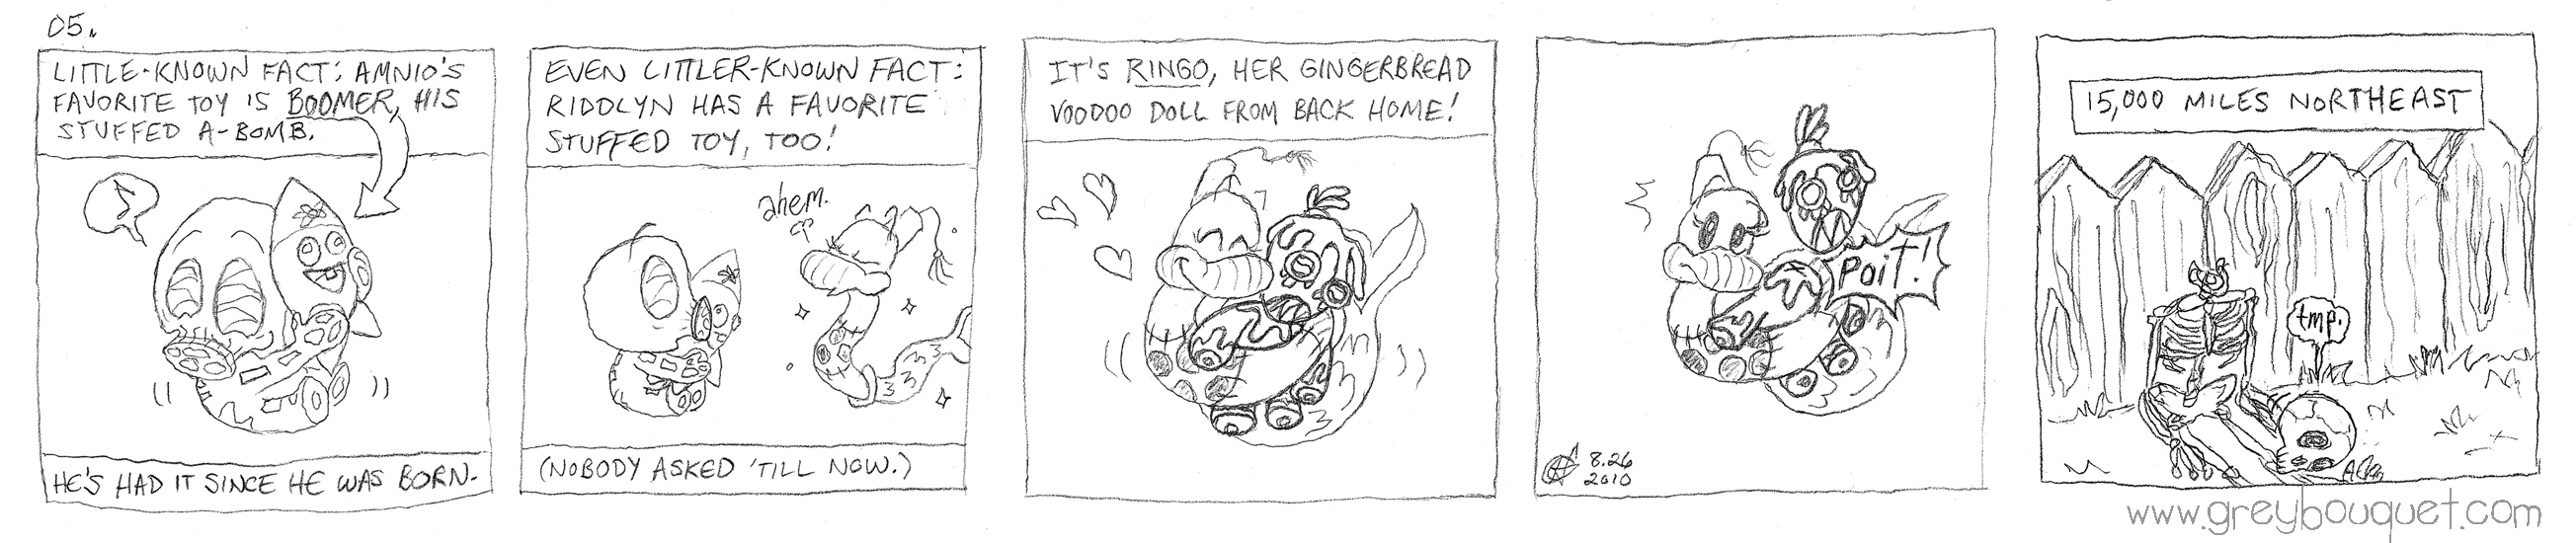 05.
LITTLE-KNOWN FACT: AMNIO'S
FAVORITE TOY IS BOOMER, HIS
STUFFED A-BOMB.
HE'S HAD IT SINCE HE WAS BORN.
EVEN LITTLER-KNOWN FACT:
RIDDLYN HAS A FAVORITE
STUFFED TOY, TOO!
ahem.
(NOBODY ASKED 'TILL NOW.)
IT'S RINGO, HER GINGERBREAD
VOODOO DOLL FROM BACK HOME!
Poit!
8.26
2010
15,000 MILES NORTHEAST
tmp.
www.greybouquet.com